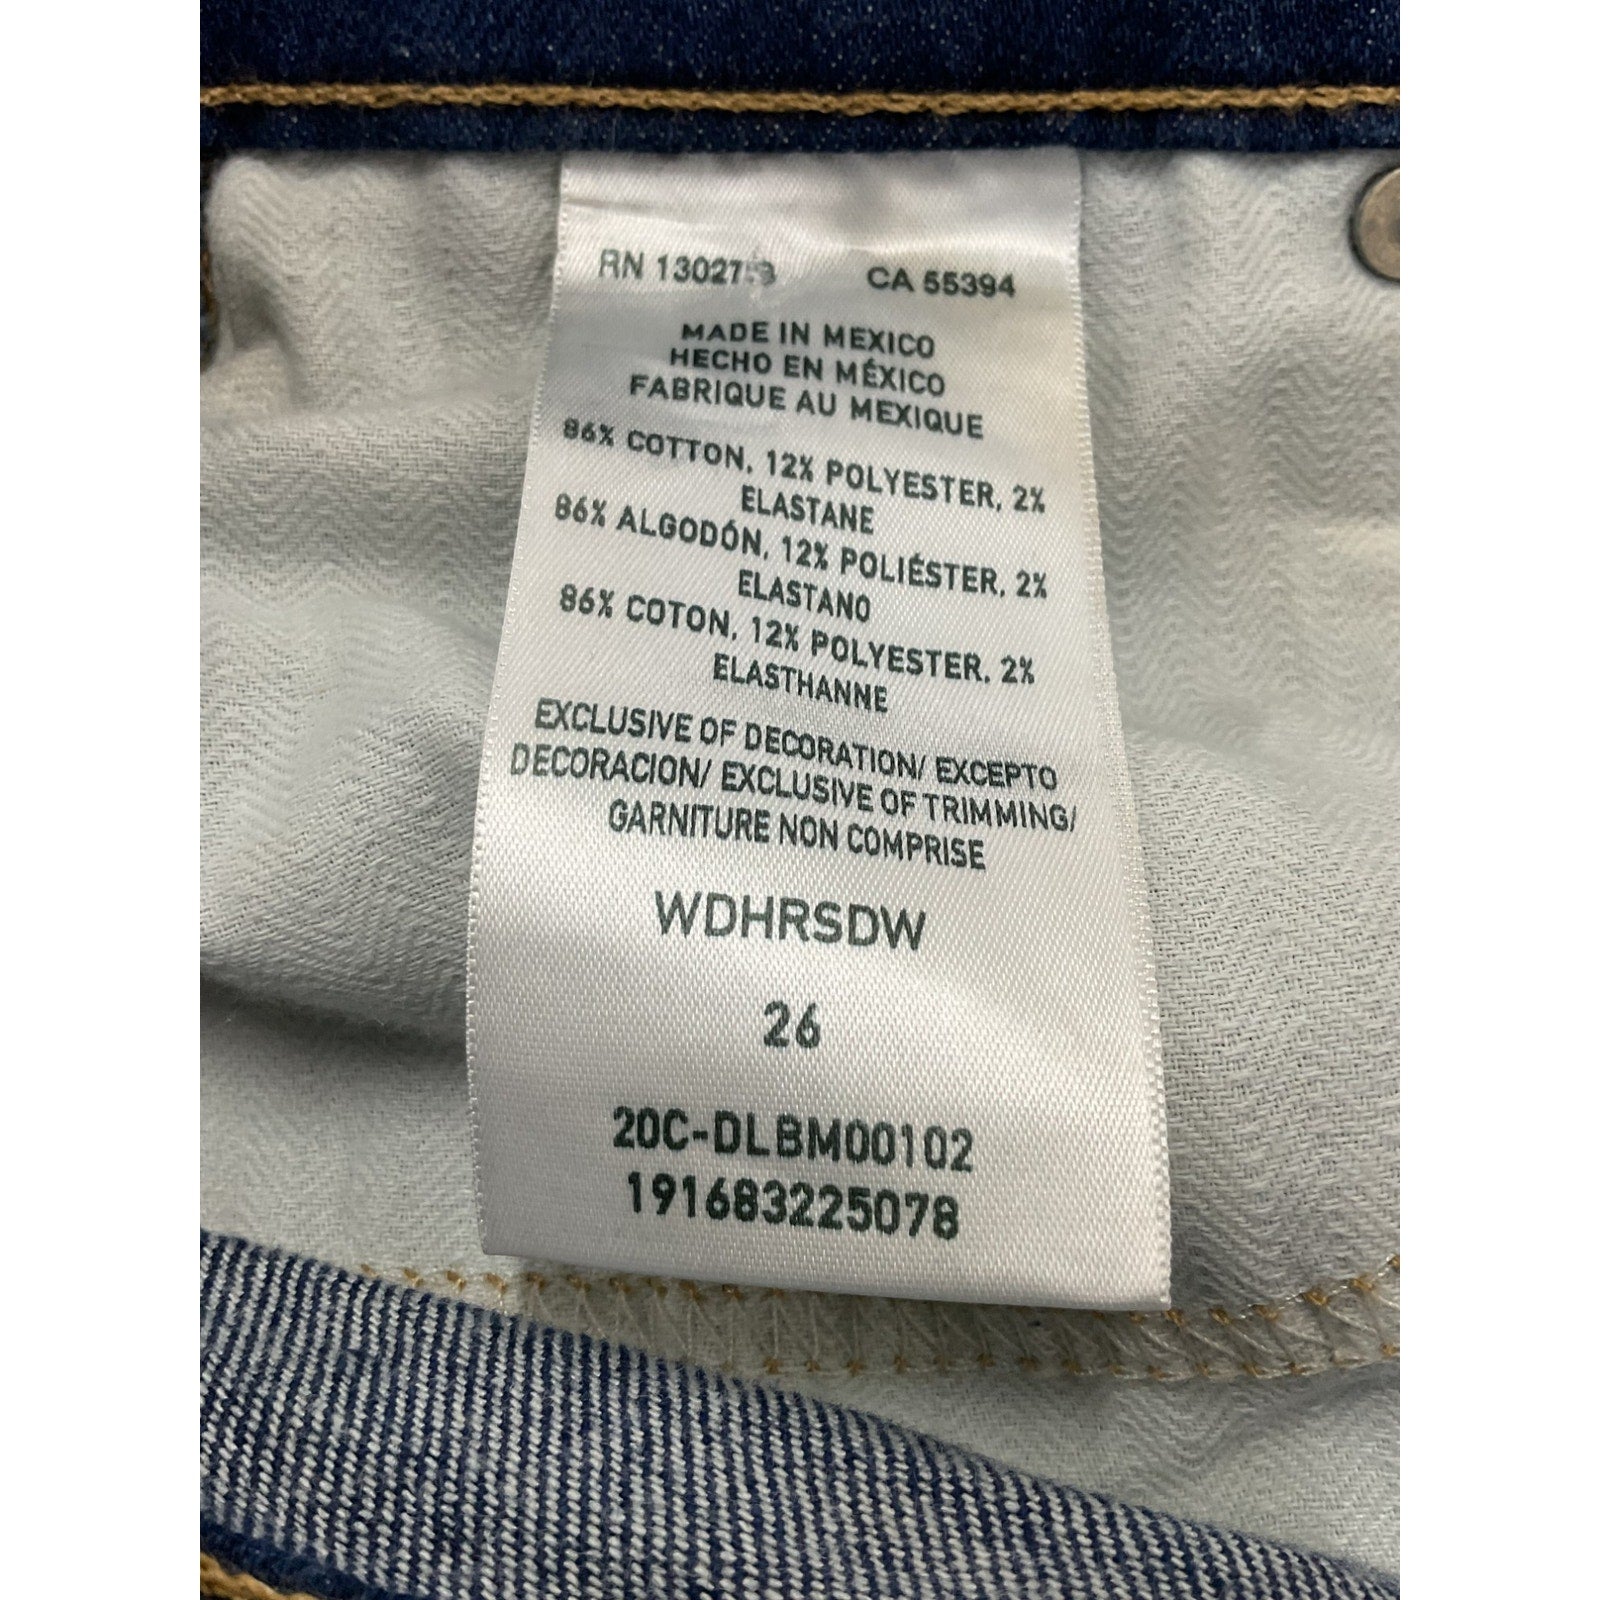 RN 130273 CA 55394
MADE IN MEXICO
HECHO EN MÉXICO
FABRIQUE AU MEXIQUE
86% COTTON, 12% POLYESTER, 2%
ELASTANE
86% ALGODÓN, 12% POLIÉSTER, 2%
ELASTANO
86% COTON, 12% POLYESTER, 2%
ELASTHANNE
EXCLUSIVE OF DECORATION/ EXCEPTO
DECORACION/ EXCLUSIVE OF TRIMMING/
GARNITURE NON COMPRISE
WDHRSDW
26
20C-DLBM00102
191683225078